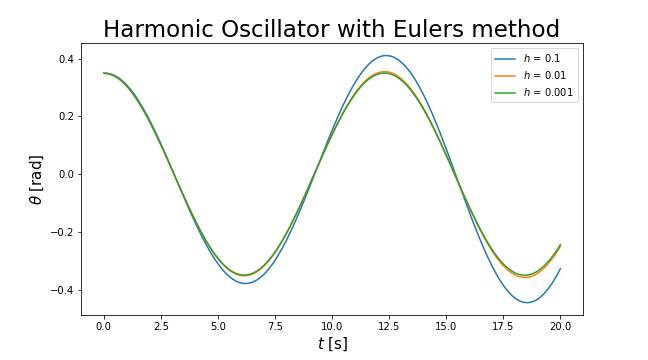 Harmonic Oscillator with Eulers method
h = 0.1
h = 0.01
h = 0.001
θ [rad]
0.4
0.2
0.0
−0.2
−0.4
0.0 2.5 5.0 7.5 10.0 12.5 15.0 17.5 20.0
t [s]